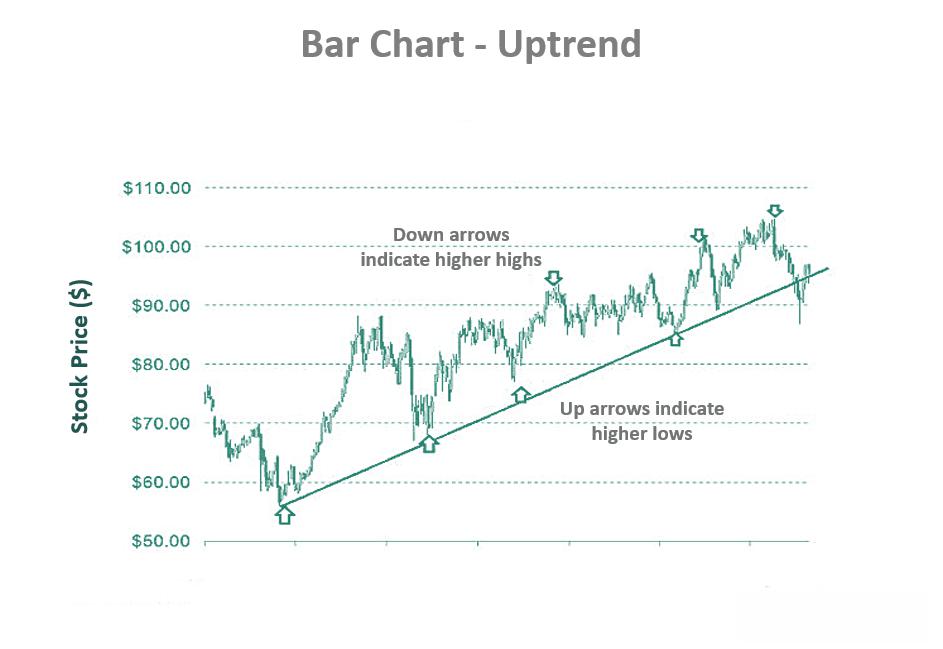 Bar Chart - Uptrend
$110.00
Down arrows
indicate higher highs
$100.00
$90.00
Stock Price ($)
$80.00
$70.00
Up arrows indicate
higher lows
$60.00
$50.00